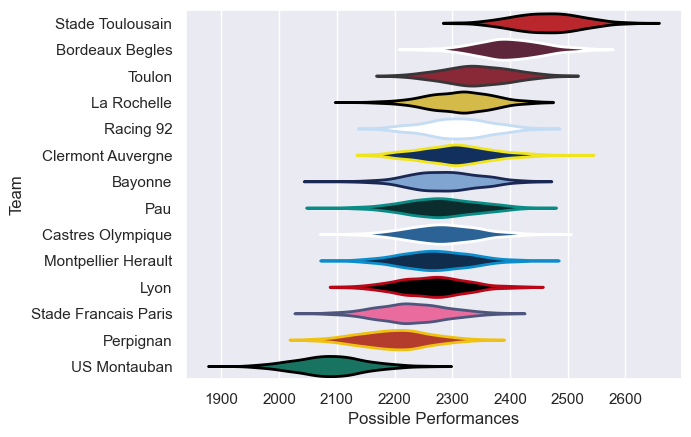 Team
Stade Toulousain
Bordeaux Begles
Toulon
La Rochelle
Racing 92
Clermont Auvergne
Bayonne
Pau
Castres Olympique
Montpellier Herault
Lyon
Stade Francais Paris
Perpignan
US Montauban
1900 2000 2100 2200 2300 2400 2500 2600
Possible Performances